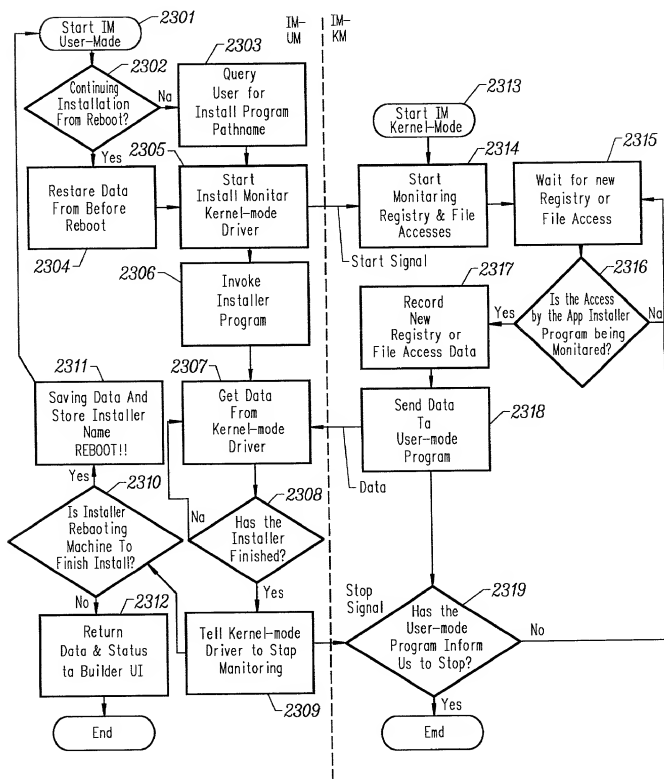 Start IM
User-Made
2301
IM-
UM
IM-
KM
2302
Continuing
Installation
From Reboot?
Na
Yes
2303
Query
User for
Install Program
Pathname
Restare Data
From Before
Reboot
2304
2305
Start
Install Monitar
Kernel-mode
Driver
Start Signal
2306
Invoke
Installer
Program
2307
Get Data
From
Kernel-mode
Driver
Data
2308
Has the
Installer
Finished?
Na
Yes
Tell Kernel-mode
Driver to Stap
Monitoring
2309
2310
Is Installer
Rebaoting
Machine To
Finish Install?
Yes
No
2311
Saving Data And
Store Installer
Name
REBOOT!!
2312
Return
Data & Status
ta Builder UI
End
2313
Start IM
Kernel-Mode
2314
Start
Monitoring
Registry & File
Accesses
2315
Wait for new
Registry or
File Access
2316
Is the Access
by the App Installer
Program being
Monitared?
Yes
Na
2317
Record
New
Registry or
File Access Data
2318
Send Data
Ta
User-mode
Program
Stop
Signal
2319
Has the
User-mode
Program Inform
Us to Stop?
No
Yes
Emd